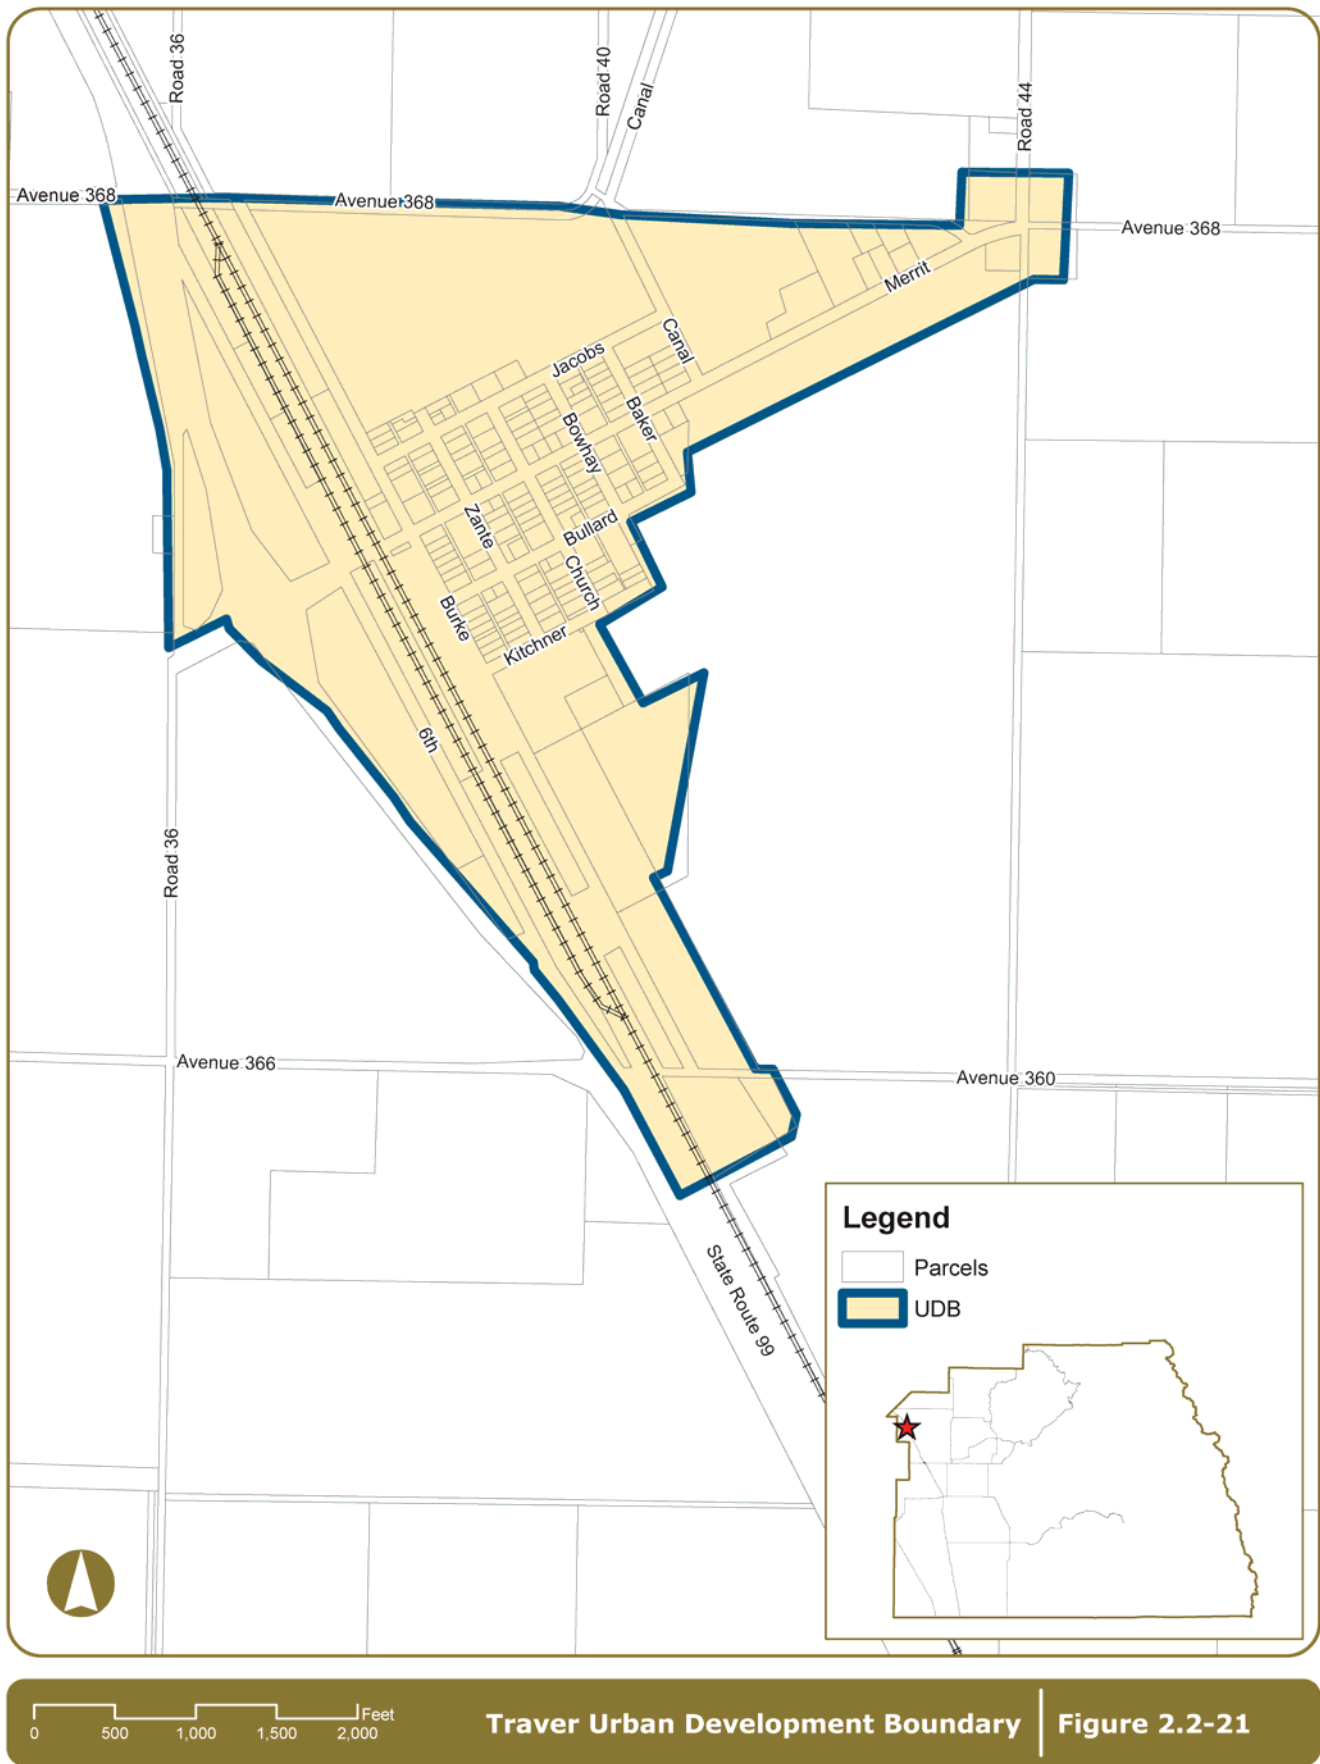 Road 36
Road 40
Canal
Road 44
Avenue 368
Avenue 368
Avenue 368
Merrit
Canal
Jacobs
Baker
Bowhay
Zante
Bullard
Church
Burke
Kitchner
6th
Road 36
Avenue 366
Avenue 360
State Route 99
Legend
Parcels
UDB
0 500 1,000 1,500 2,000 Feet
Traver Urban Development Boundary
Figure 2.2-21